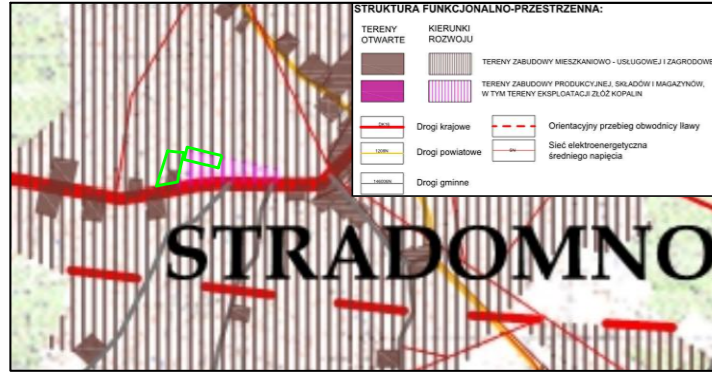 STRUKTURA FUNKCJONALNO-PRZESTRZENNA:
TERENY OTWARTE
KIERUNKI ROZWOJU
TERENY ZABUDOWY MIESZKANIOWO - USŁUGOWEJ I ZAGRODOWE
TERENY ZABUDOWY PRODUKCYJNEJ, SKŁADÓW I MAGAZYNÓW,
W TYM TERENY EKSPLOATACJI ZŁÓŻ KOPALIN
Drogi krajowe
Orientacyjny przebieg obwodnicy Iławy
Drogi powiatowe
Sieć elektroenergetyczna
średniego napięcia
Drogi gminne
STRADOMNO